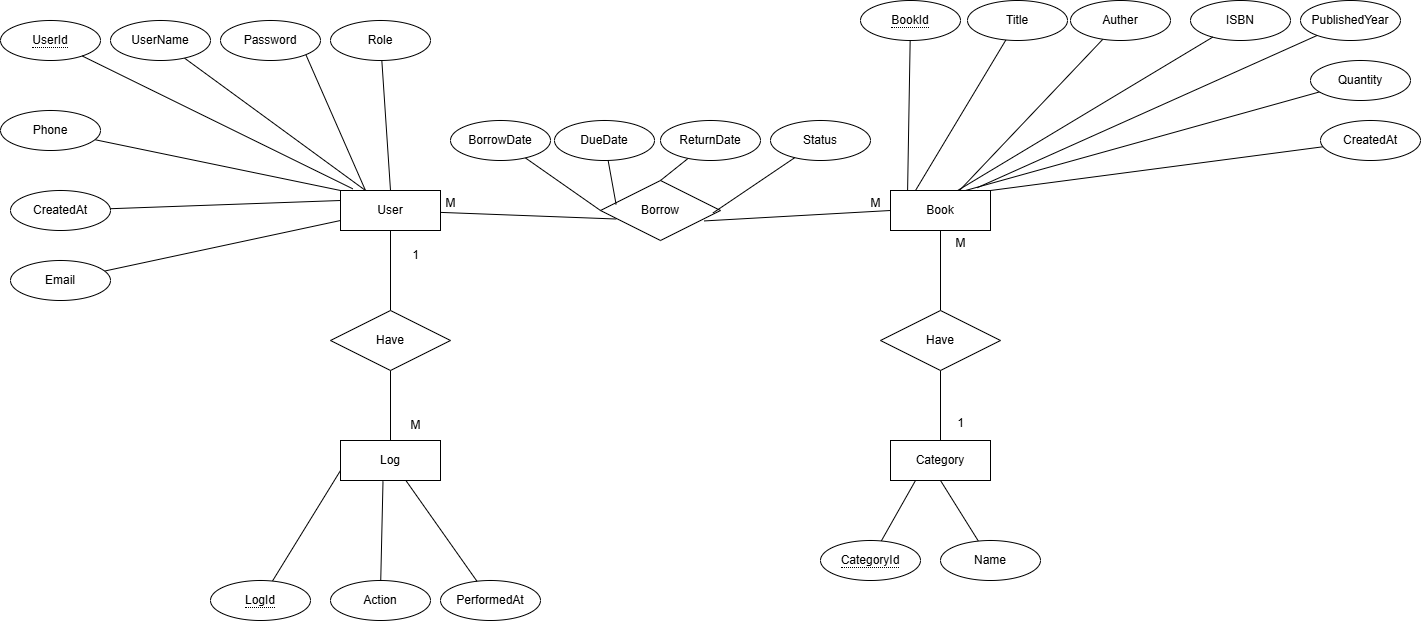 BookId
Title
Auther
ISBN
PublishedYear
UserId
UserName
Password
Role
Quantity
Phone
BorrowDate
DueDate
ReturnDate
Status
CreatedAt
CreatedAt
User
M
Borrow
M
Book
M
1
Email
Have
Have
M
1
Log
Category
CategoryId
Name
LogId
Action
PerformedAt